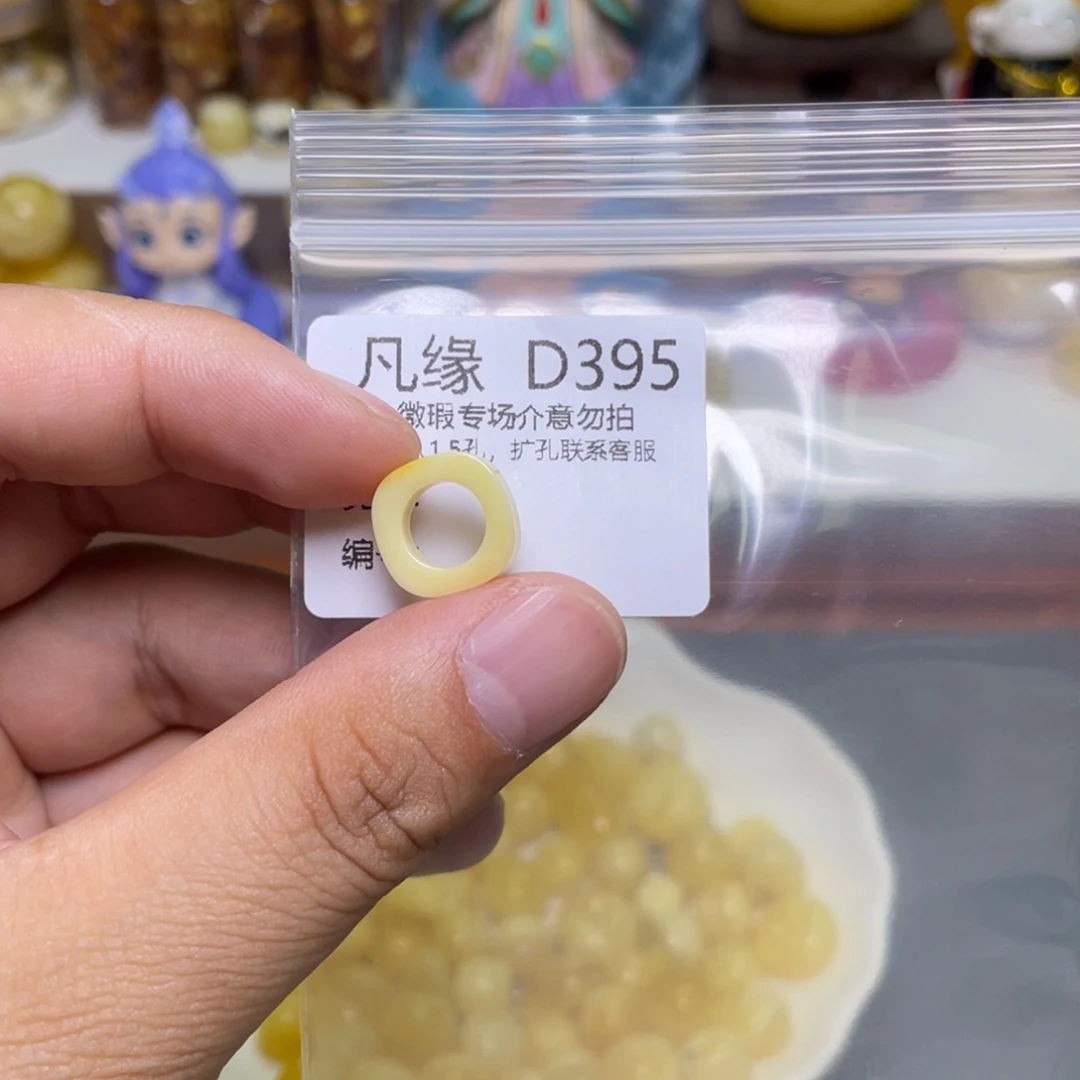 凡缘 D395
微瑕专场介意勿拍
1.5孔，扩孔联系客服
编